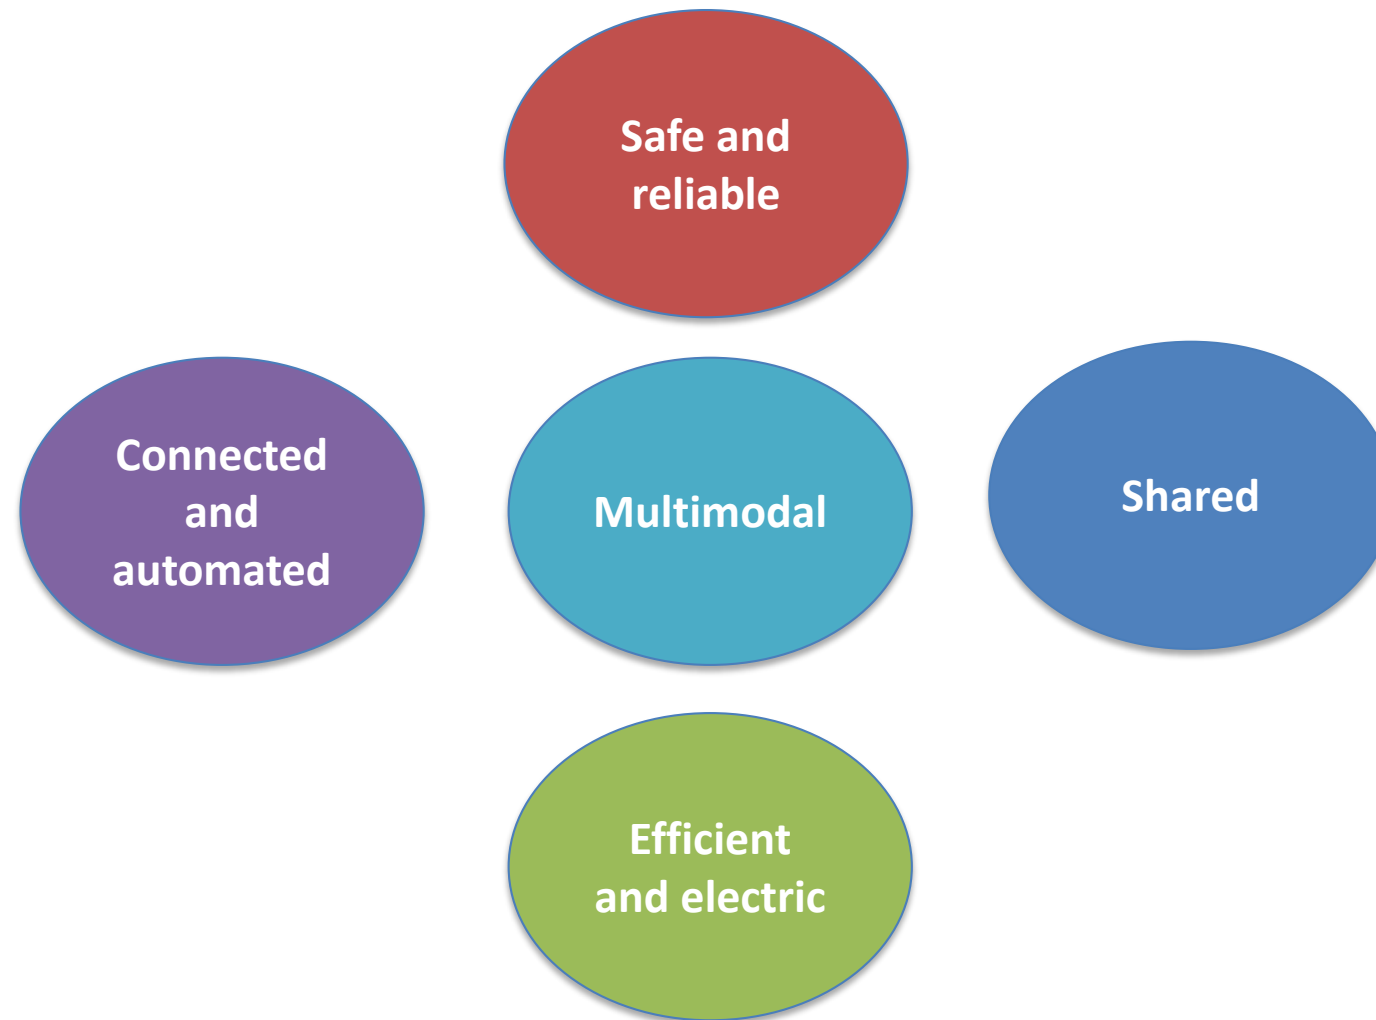 Safe and
reliable
Connected
and
automated
Multimodal
Shared
Efficient
and electric